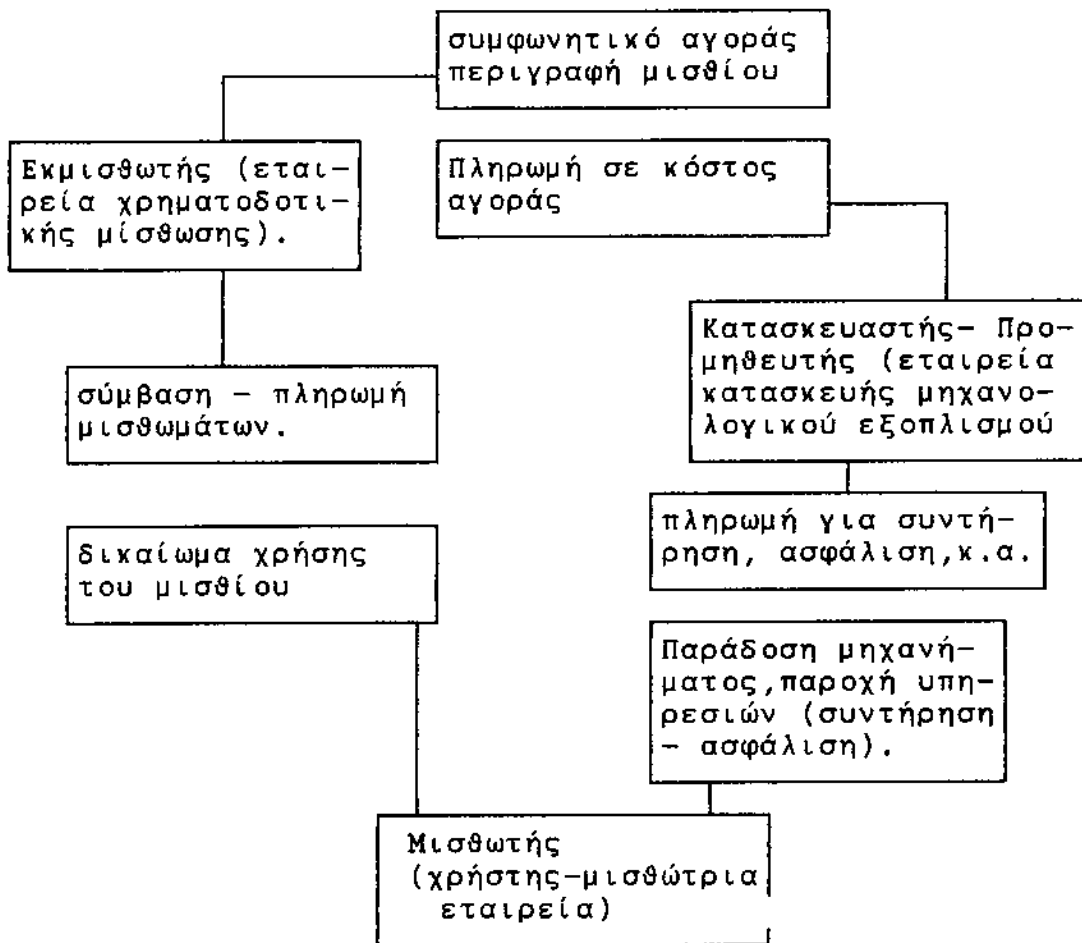 συμφωνητικό αγοράς
περιγραφή μισθίου
Εκμισθωτής (εται-
ρεία χρηματοδοτι-
κής μίσθωσης).
Πληρωμή σε κόστος
αγοράς
Κατασκευαστής- Προ-
μηθευτής (εταιρεία
κατασκευής μηχανο-
λογικού εξοπλισμού
σύμβαση - πληρωμή
μισθωμάτων.
πληρωμή για συντή-
ρηση, ασφάλιση,κ.α.
δικαίωμα χρήσης
του μισθίου
Παράδοση μηχανή-
ματος,παροχή υπη-
ρεσιών (συντήρηση
- ασφάλιση).
Μισθωτής
(χρήστης-μισθώτρια
εταιρεία)